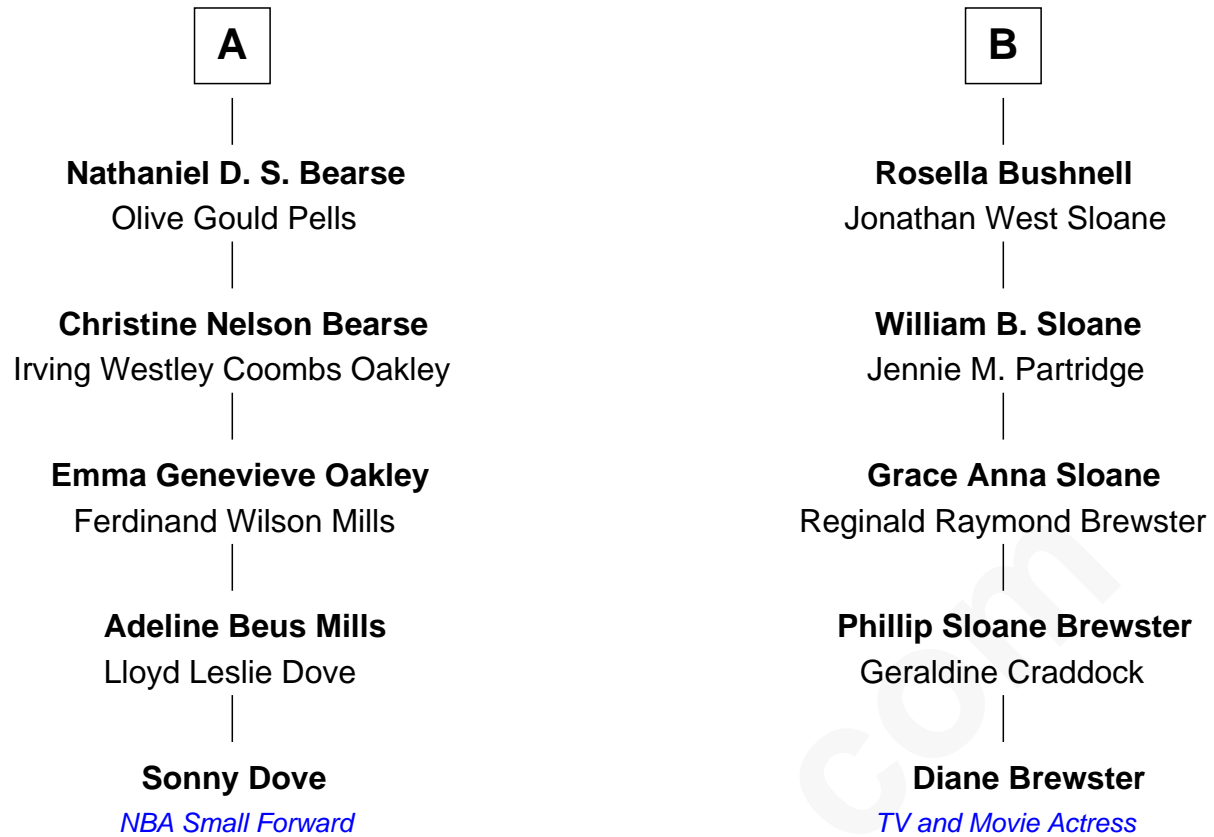 A
Nathaniel D. S. Bearse
Olive Gould Pells
Christine Nelson Bearse
Irving Westley Coombs Oakley
Emma Genevieve Oakley
Ferdinand Wilson Mills
Adeline Beus Mills
Lloyd Leslie Dove
Sonny Dove
NBA Small Forward
B
Rosella Bushnell
Jonathan West Sloane
William B. Sloane
Jennie M. Partridge
Grace Anna Sloane
Reginald Raymond Brewster
Phillip Sloane Brewster
Geraldine Craddock
Diane Brewster
TV and Movie Actress
com